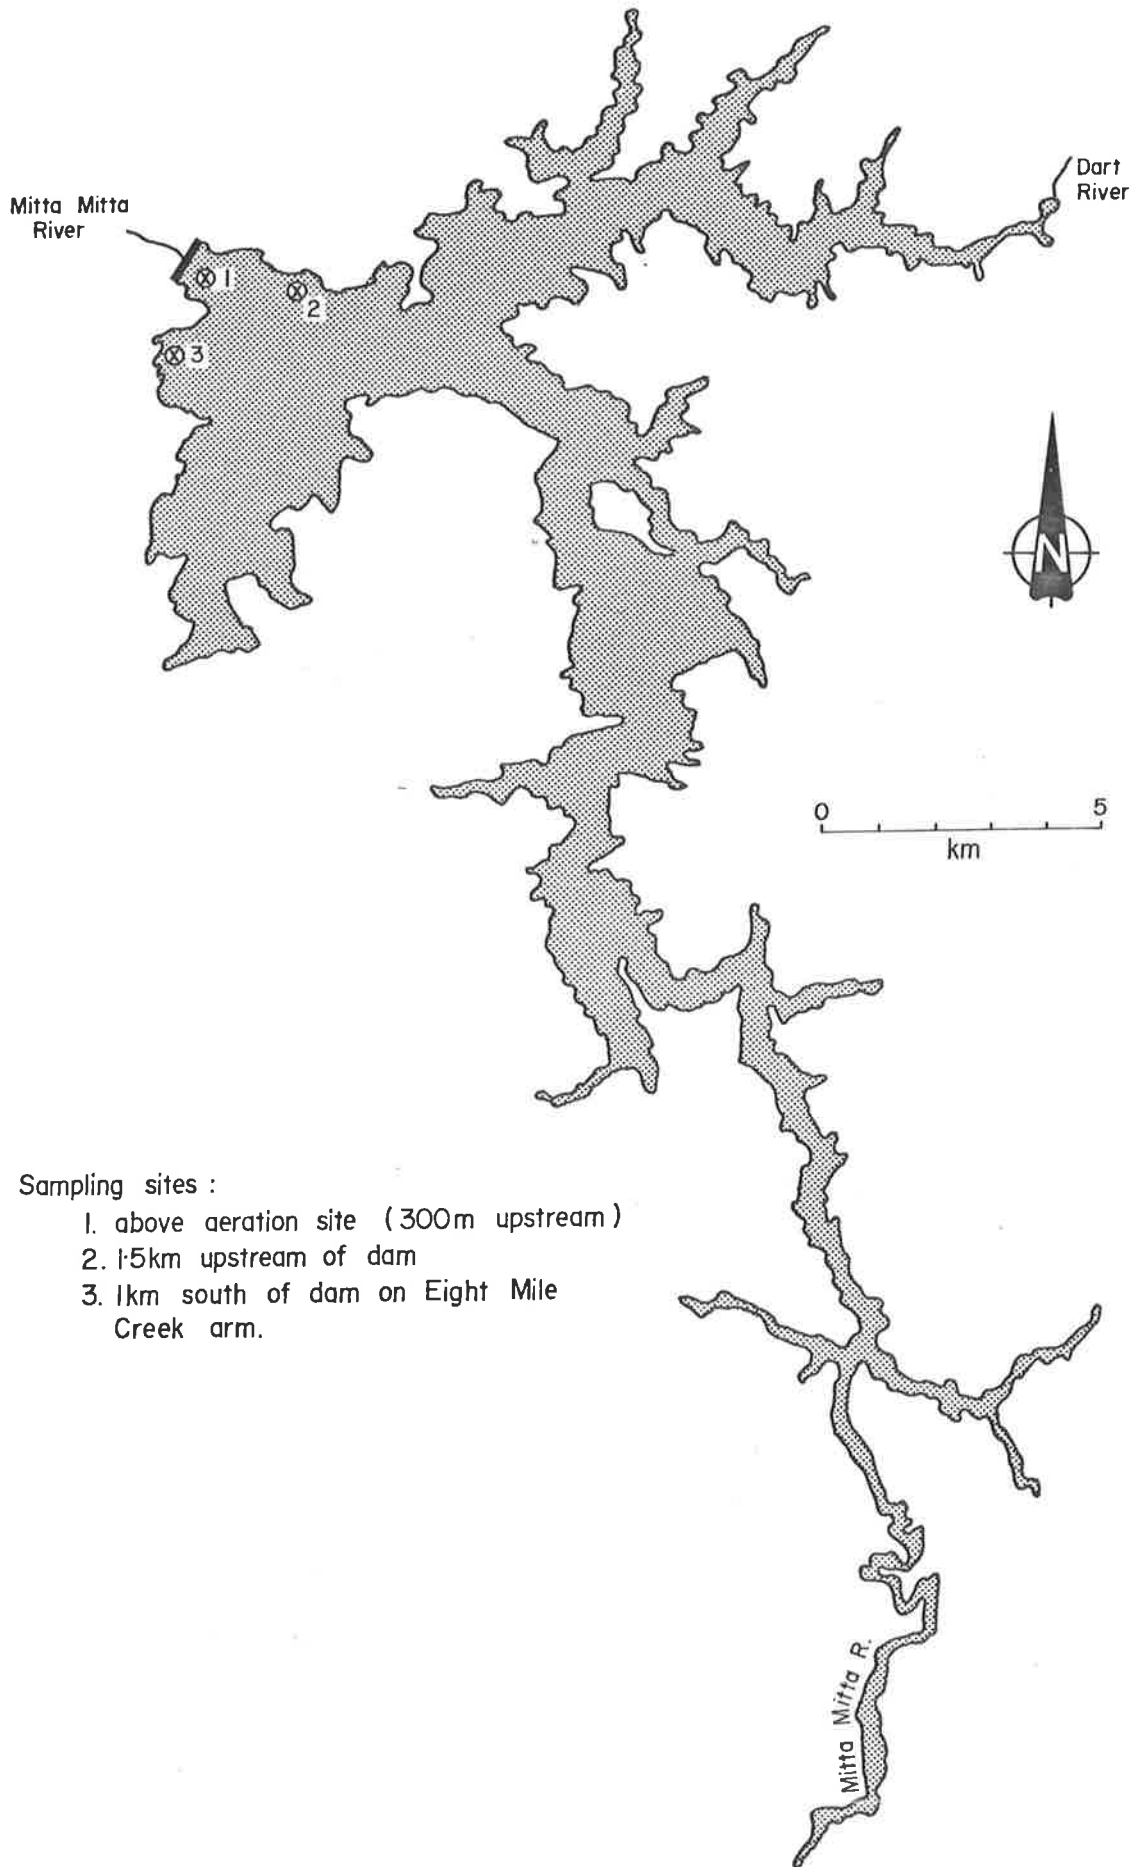 Dart
River
Mitta Mitta
River
1
2
3
N
0 5
km
Sampling sites :
1. above aeration site (300m upstream)
2. 1·5km upstream of dam
3. 1km south of dam on Eight Mile
Creek arm.
Mitta Mitta R.